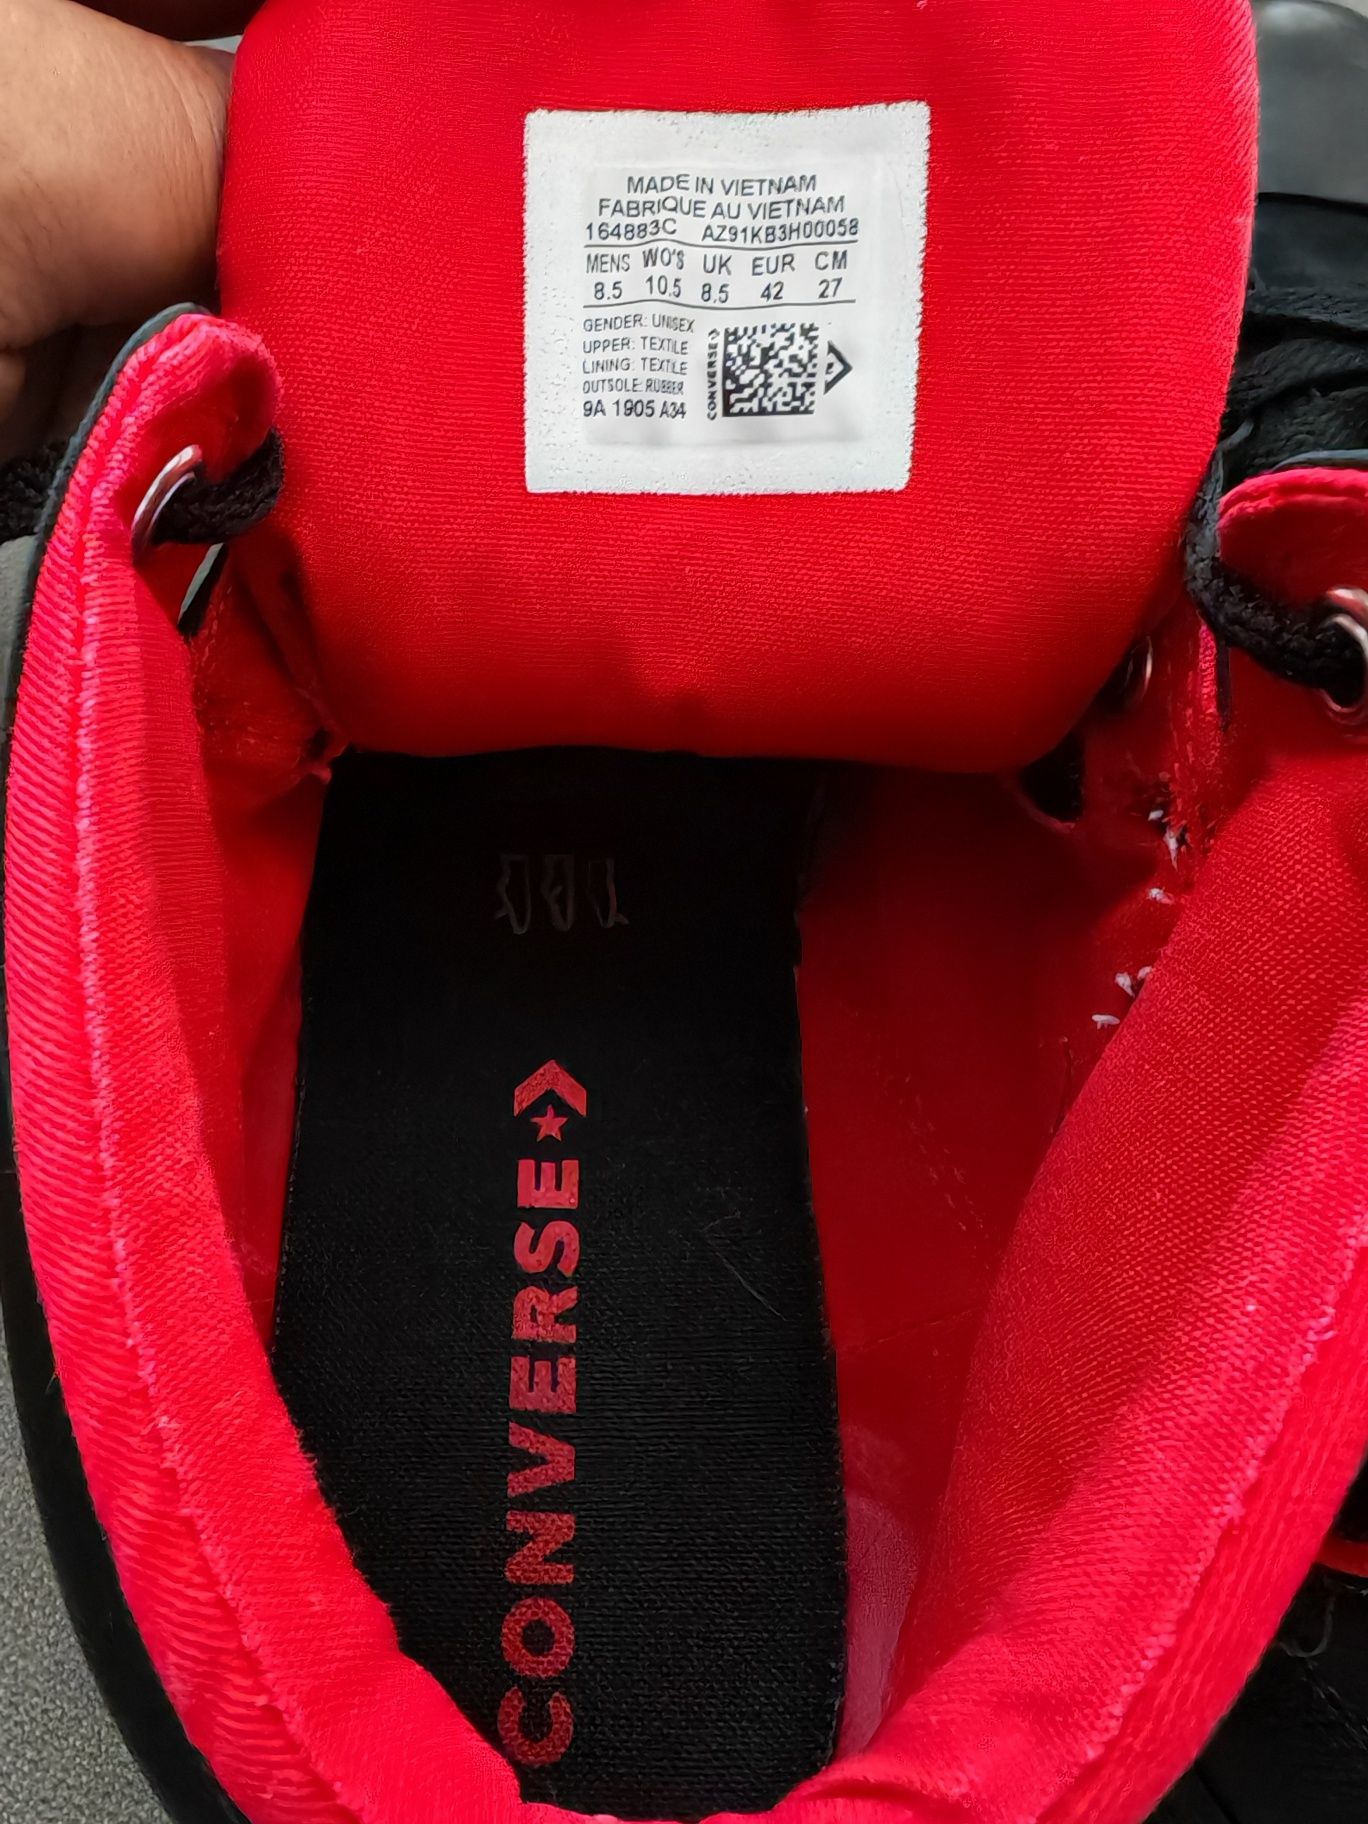 MADE IN VIETNAM
FABRIQUE AU VIETNAM
164883C AZ91KB3H00058
MENS WO'S UK EUR CM
8.5 10.5 8.5 42 27
GENDER: UNISEX
UPPER: TEXTILE
LINING: TEXTILE
OUTSOLE: RUBBER
9A 1905 A34
CONVERSE
CONVERSE